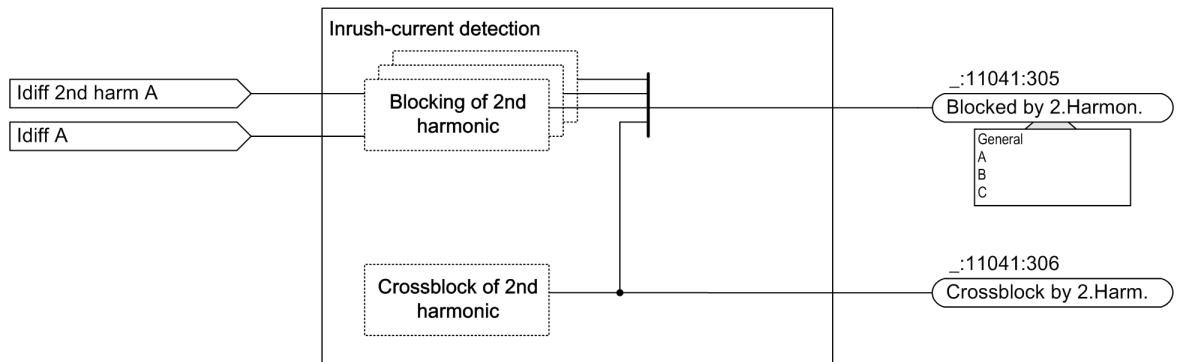 Inrush-current detection
Idiff 2nd harm A
Idiff A
Blocking of 2nd
harmonic
_:11041:305
Blocked by 2.Harmon.
General
A
B
C
Crossblock of 2nd
harmonic
_:11041:306
Crossblock by 2.Harm.